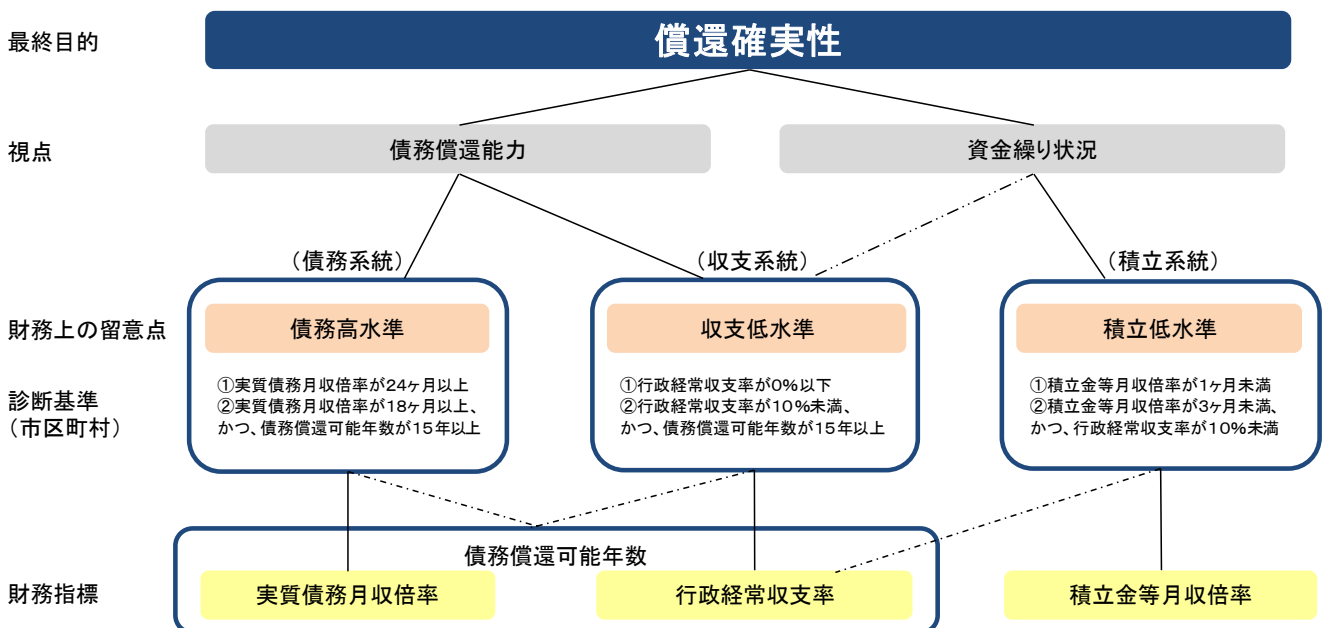 最終目的
償還確実性
視点
債務償還能力
資金繰り状況
（債務系統）
（収支系統）
（積立系統）
財務上の留意点
債務高水準
収支低水準
積立低水準
診断基準
（市区町村）
①実質債務月収倍率が24ヶ月以上
②実質債務月収倍率が18ヶ月以上、
かつ、債務償還可能年数が15年以上
①行政経常収支率が0%以下
②行政経常収支率が10%未満、
かつ、債務償還可能年数が15年以上
①積立金等月収倍率が1ヶ月未満
②積立金等月収倍率が3ヶ月未満、
かつ、行政経常収支率が10%未満
債務償還可能年数
財務指標
実質債務月収倍率
行政経常収支率
積立金等月収倍率